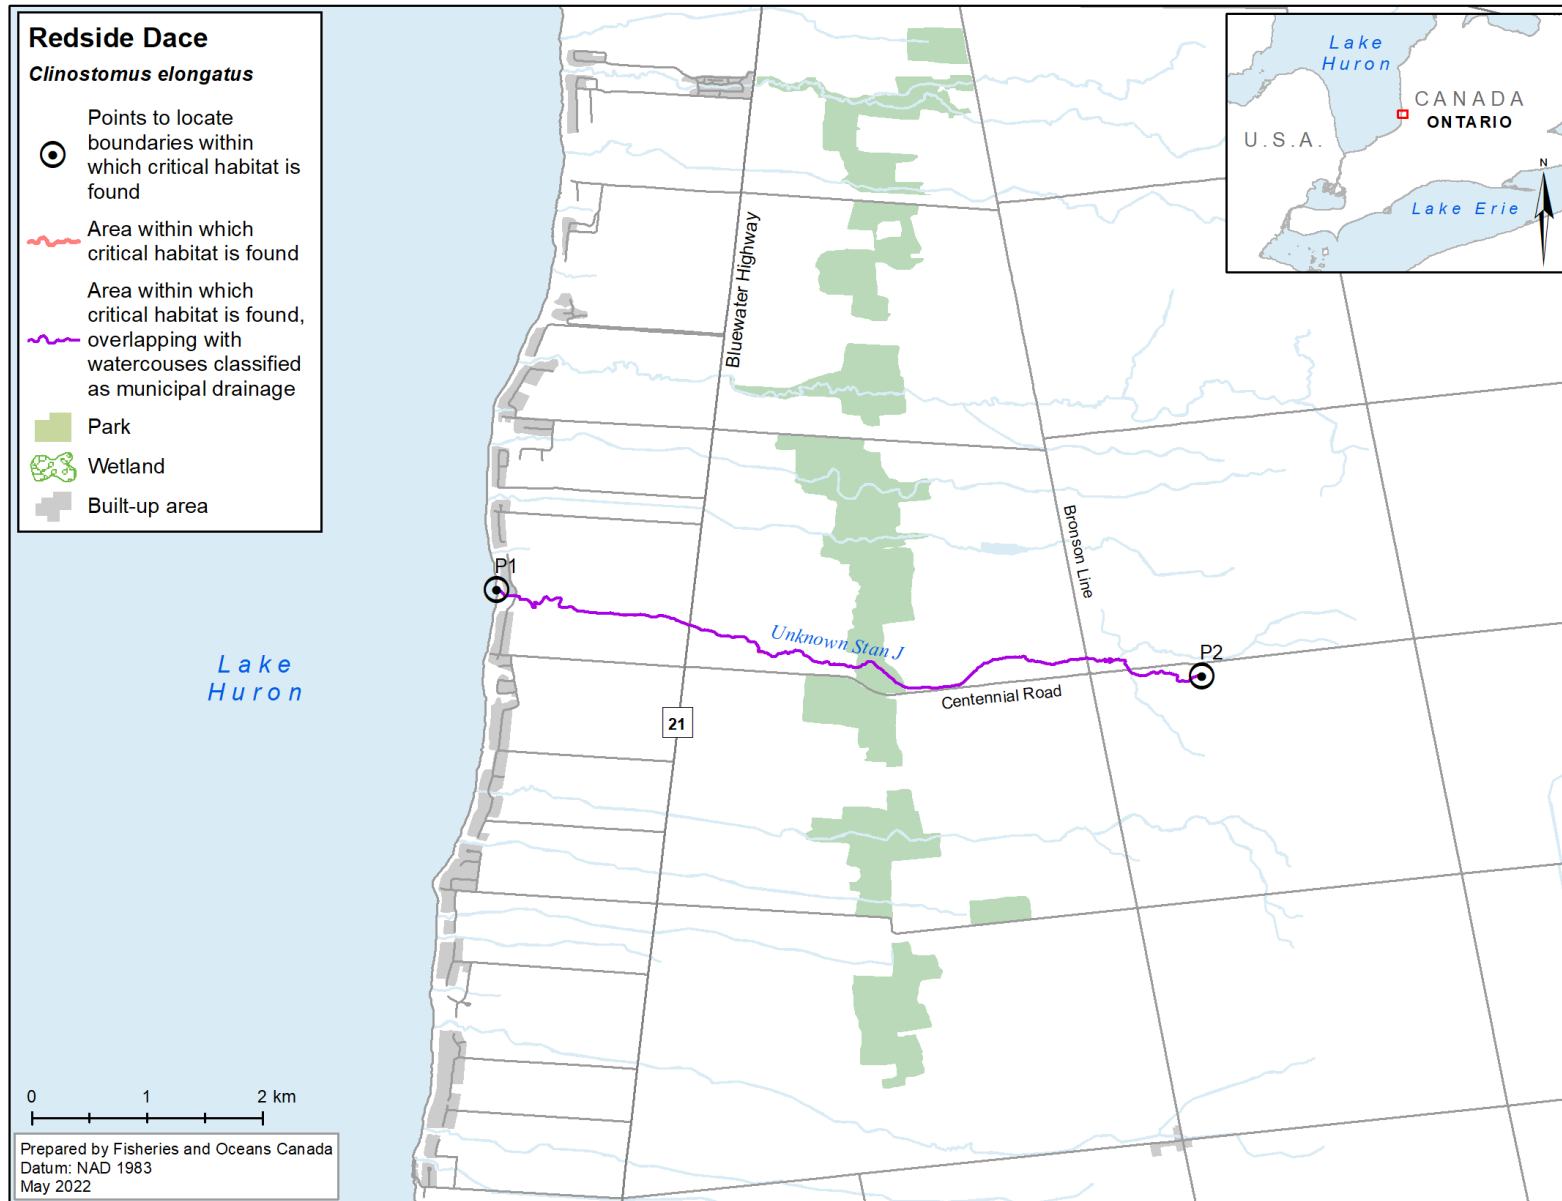 Redside Dace
Clinostomus elongatus
Points to locate
boundaries within
which critical habitat is
found
Area within which
critical habitat is found
Area within which
critical habitat is found,
overlapping with
watercouses classified
as municipal drainage
Park
Wetland
Built-up area
Lake
Huron
CANADA
ONTARIO
U.S.A.
N
Lake Erie
Bluewater Highway
Bronson Line
P1
Unknown Stan J
P2
Lake
Huron
Centennial Road
21
0 1 2 km
Prepared by Fisheries and Oceans Canada
Datum: NAD 1983
May 2022